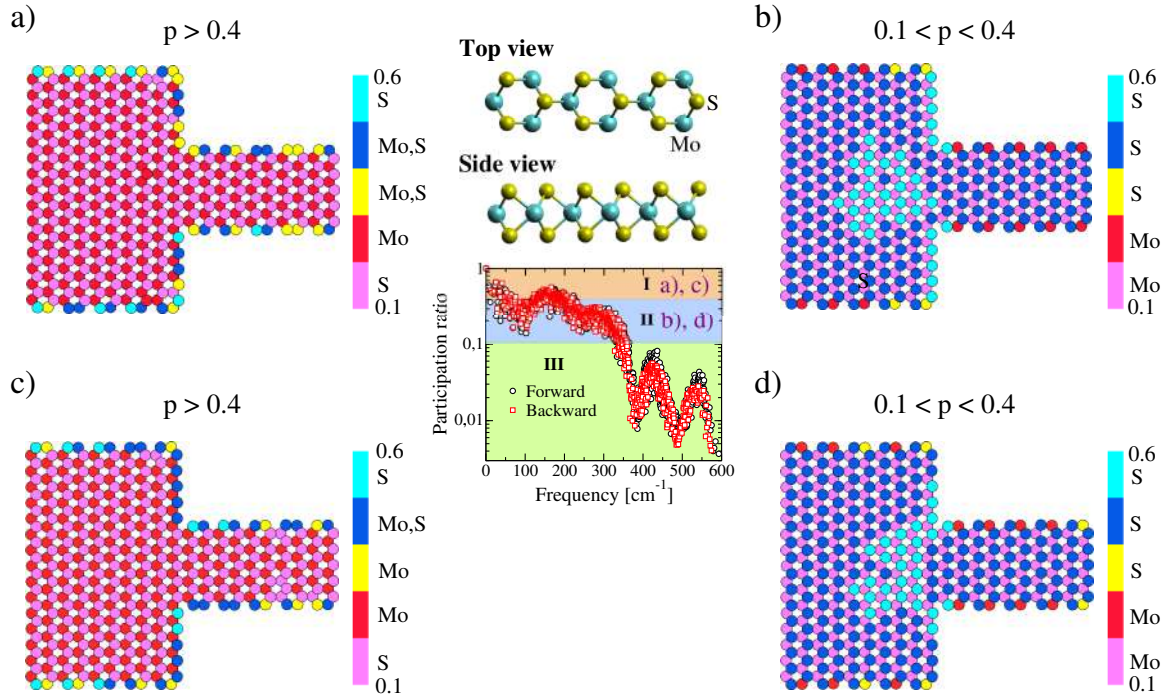 a)
p > 0.4
0.6
S
Mo,S
Mo,S
Mo
S
0.1
Top view
S
Mo
Side view
b)
0.1 < p < 0.4
0.6
S
S
S
Mo
Mo
0.1
S
1
0,1
0,01
Participation ratio
I a), c)
II b), d)
III
Forward
Backward
0 100 200 300 400 500 600
Frequency [cm-1]
c)
p > 0.4
0.6
S
Mo,S
Mo
Mo
S
0.1
d)
0.1 < p < 0.4
0.6
S
S
S
Mo
Mo
0.1